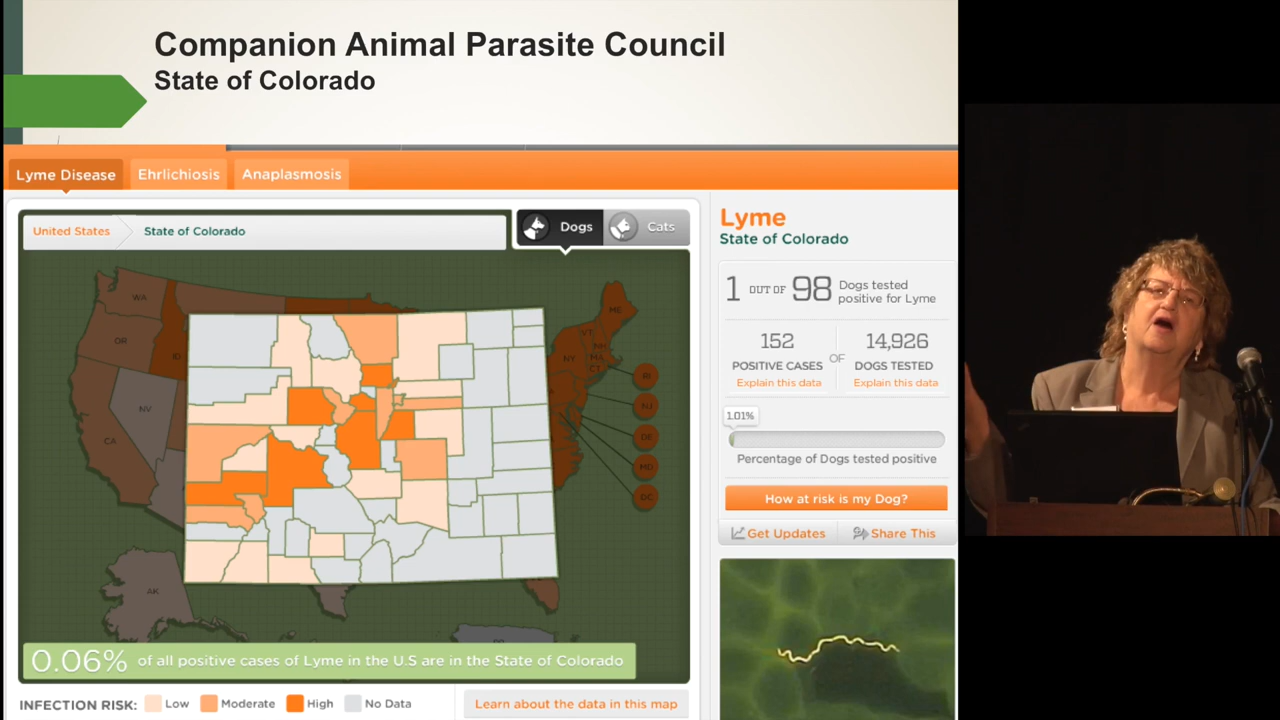 Companion Animal Parasite Council
State of Colorado
Lyme Disease
Ehrlichiosis
Anaplasmosis
United States
State of Colorado
Dogs
Cats
WA
OR
ID
NV
CA
AK
ME
VT
NH
MA
CT
NY
RI
NJ
DE
MD
DC
0.06% of all positive cases of Lyme in the U.S are in the State of Colorado
INFECTION RISK:
Low
Moderate
High
No Data
Learn about the data in this map
Lyme
State of Colorado
1 OUT OF 98 Dogs tested
positive for Lyme
152
POSITIVE CASES
Explain this data
OF
14,926
DOGS TESTED
Explain this data
1.01%
Percentage of Dogs tested positive
How at risk is my Dog?
Get Updates
Share This